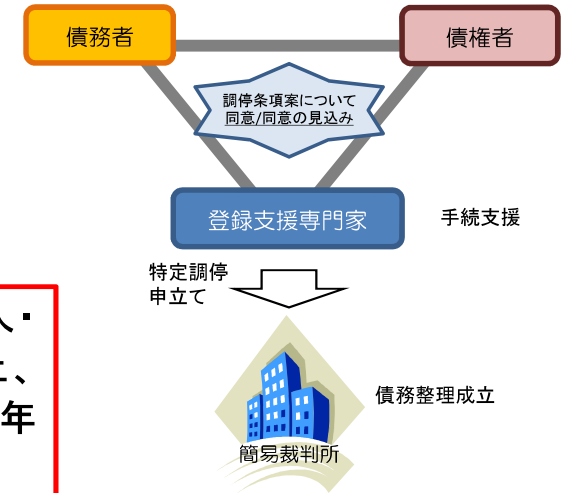 債務者
債権者
調停条項案について
同意/同意の見込み
登録支援専門家
手続支援
特定調停
申立て
人・
年
債務整理成立
簡易裁判所